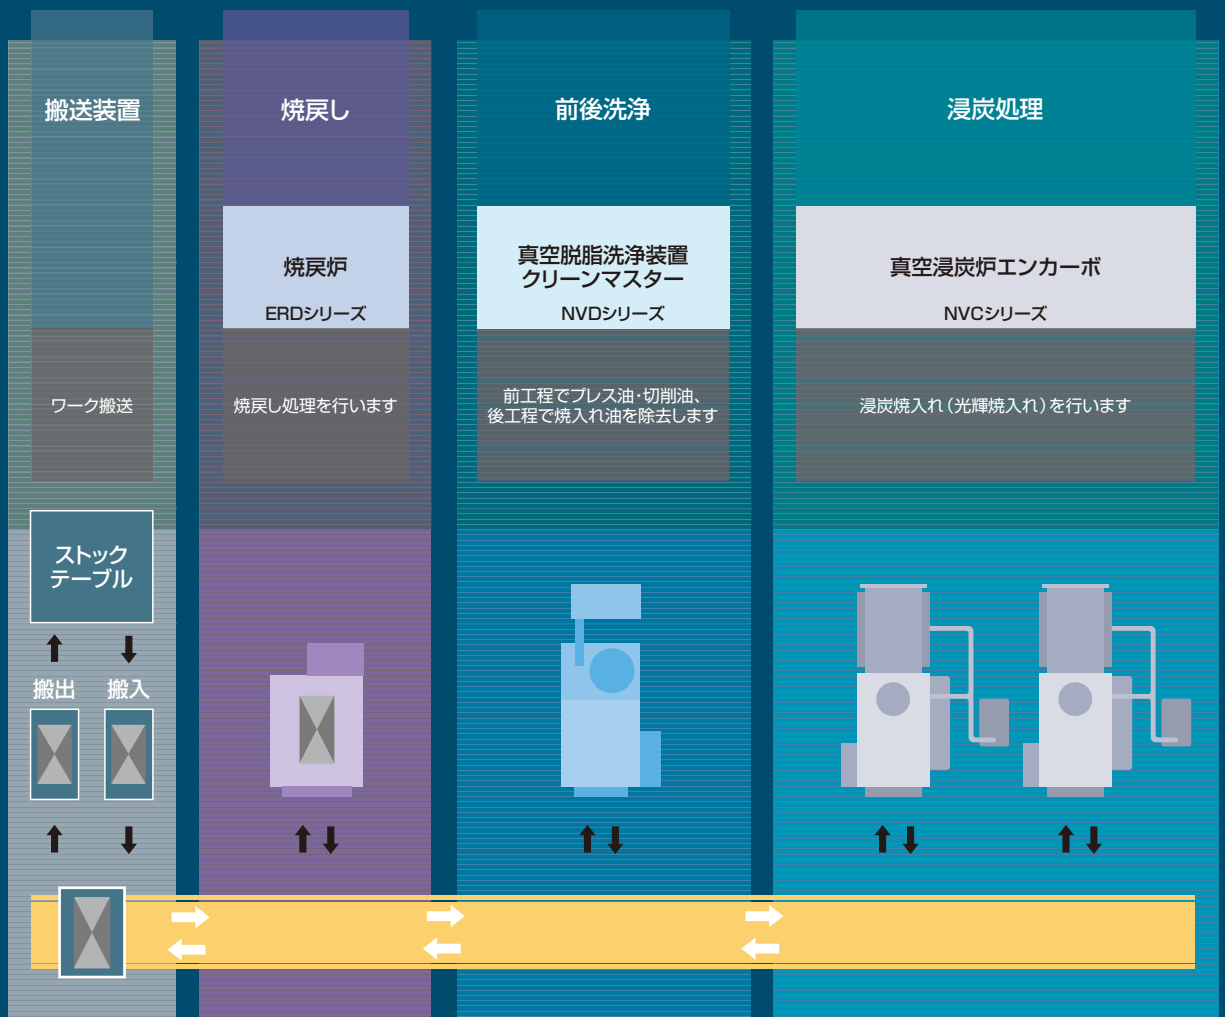 搬送装置
焼戻し
前後洗浄
浸炭処理
焼戻炉
ERDシリーズ
真空脱脂洗浄装置
クリーンマスター
NVDシリーズ
真空浸炭炉エンカーボ
NVCシリーズ
ワーク搬送
焼戻し処理を行います
前工程でプレス油・切削油、
後工程で焼入れ油を除去します
浸炭焼入れ（光輝焼入れ）を行います
ストック
テーブル
搬出
搬入